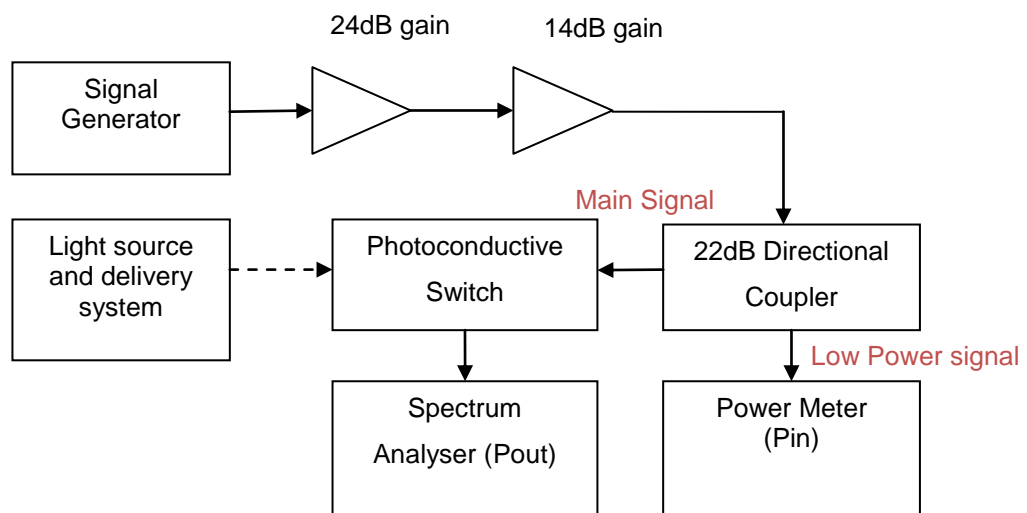 24dB gain
14dB gain
Signal
Generator
Main Signal
Light source
and delivery
system
Photoconductive
Switch
22dB Directional
Coupler
Low Power signal
Spectrum
Analyser (Pout)
Power Meter
(Pin)